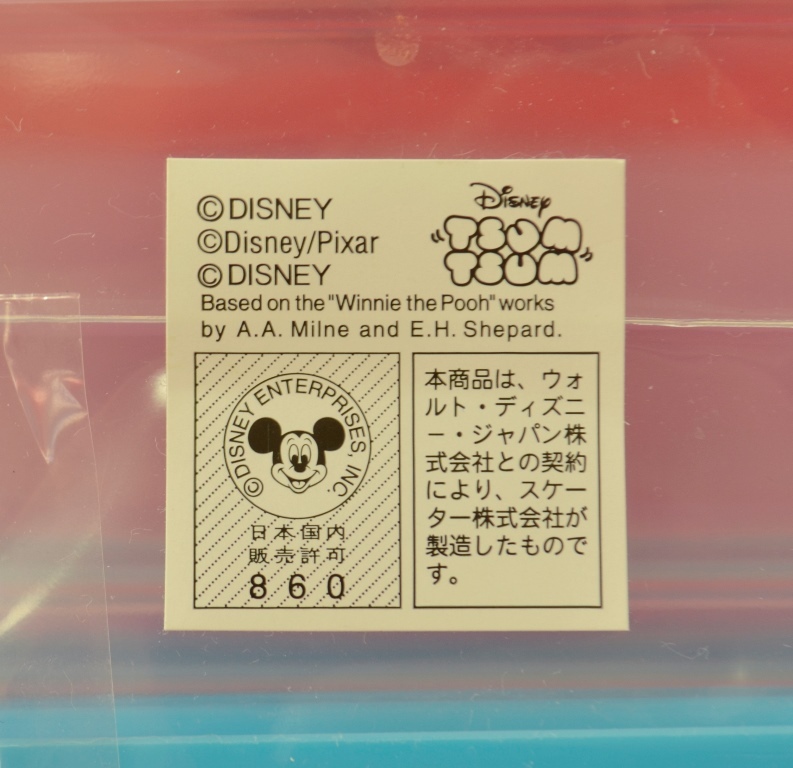 ©DISNEY
©Disney/Pixar
©DISNEY
Based on the "Winnie the Pooh" works
by A.A. Milne and E.H. Shepard.
Disney
TSUM
TSUM
©DISNEY ENTERPRISES, INC.
日本国内
販売許可
860
本商品は、ウォ
ルト・ディズニ
ー・ジャパン株
式会社との契約
により、スケー
ター株式会社が
製造したもので
す。